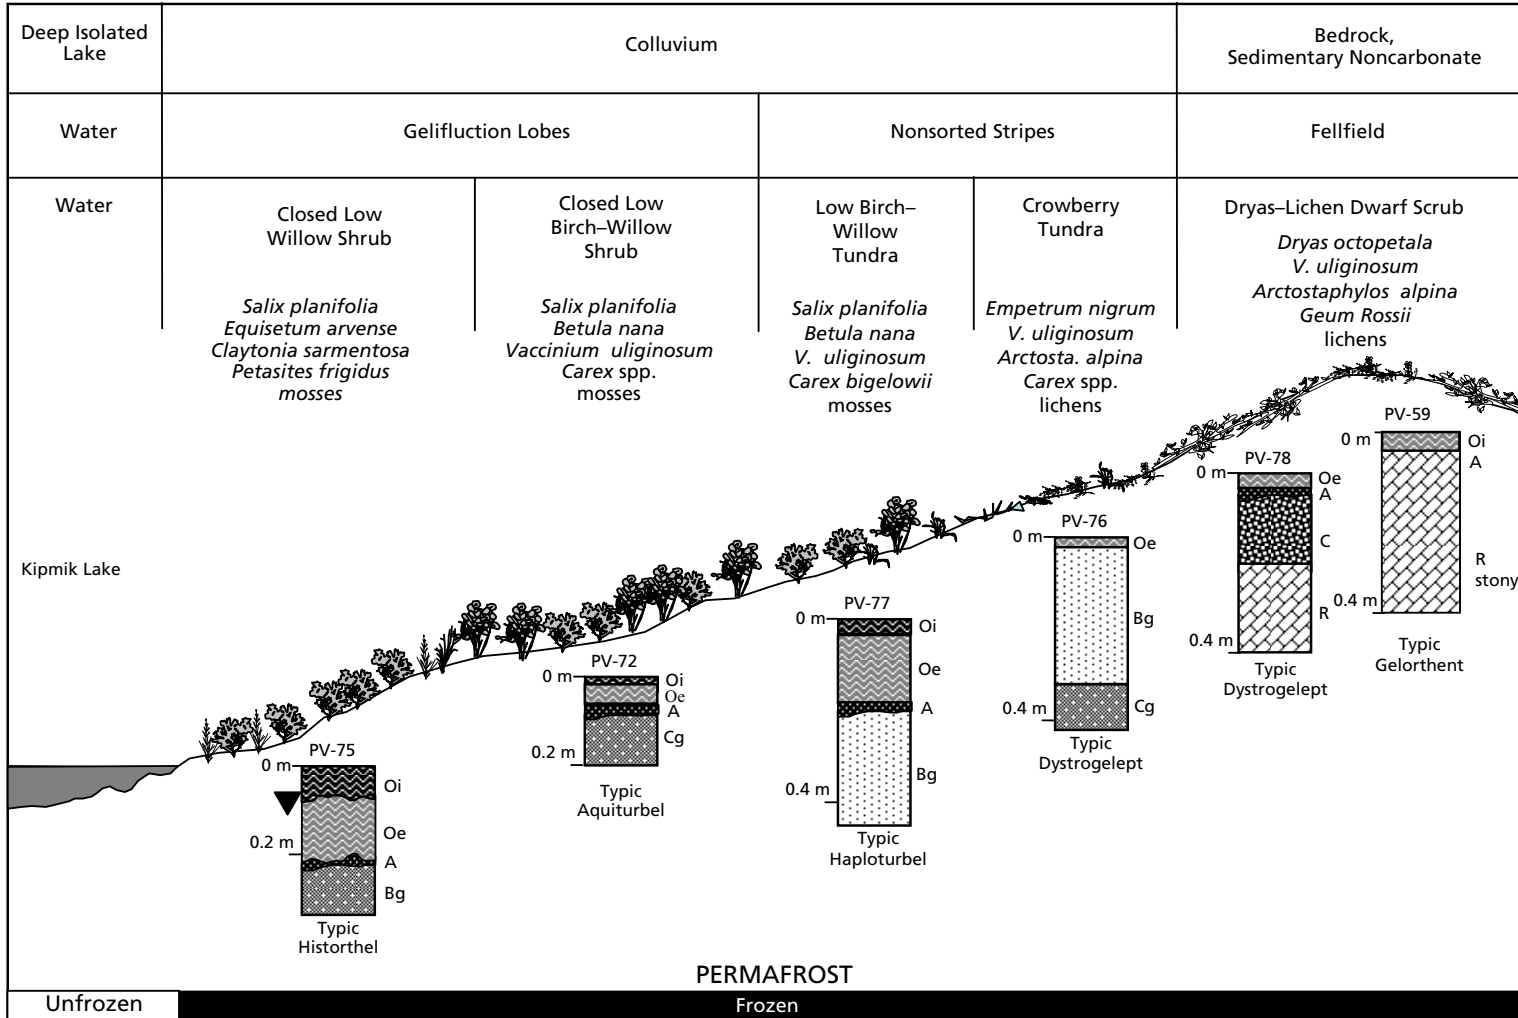 Deep Isolated
Lake
Colluvium
Bedrock,
Sedimentary Noncarbonate
Water
Gelifluction Lobes
Nonsorted Stripes
Fellfield
Water
Closed Low
Willow Shrub
Closed Low
Birch–Willow
Shrub
Low Birch–
Willow
Tundra
Crowberry
Tundra
Dryas–Lichen Dwarf Scrub
Salix planifolia
Equisetum arvense
Claytonia sarmentosa
Petasites frigidus
mosses
Salix planifolia
Betula nana
Vaccinium uliginosum
Carex spp.
mosses
Salix planifolia
Betula nana
V. uliginosum
Carex bigelowii
mosses
Empetrum nigrum
V. uliginosum
Arctosta. alpina
Carex spp.
lichens
Dryas octopetala
V. uliginosum
Arctostaphylos alpina
Geum Rossii
lichens
Kipmik Lake
PV-75
0 m
Oi
Oe
0.2 m
A
Bg
Typic
Historthel
PV-72
0 m
Oi
Oe
A
Cg
0.2 m
Typic
Aquiturbel
PV-77
0 m
Oi
Oe
A
Bg
0.4 m
Typic
Haploturbel
PV-76
0 m
Oe
Bg
Cg
0.4 m
Typic
Dystrogelept
PV-78
0 m
Oe
A
C
R
0.4 m
Typic
Dystrogelept
PV-59
0 m
Oi
A
R
stony
0.4 m
Typic
Gelorthent
PERMAFROST
Unfrozen
Frozen